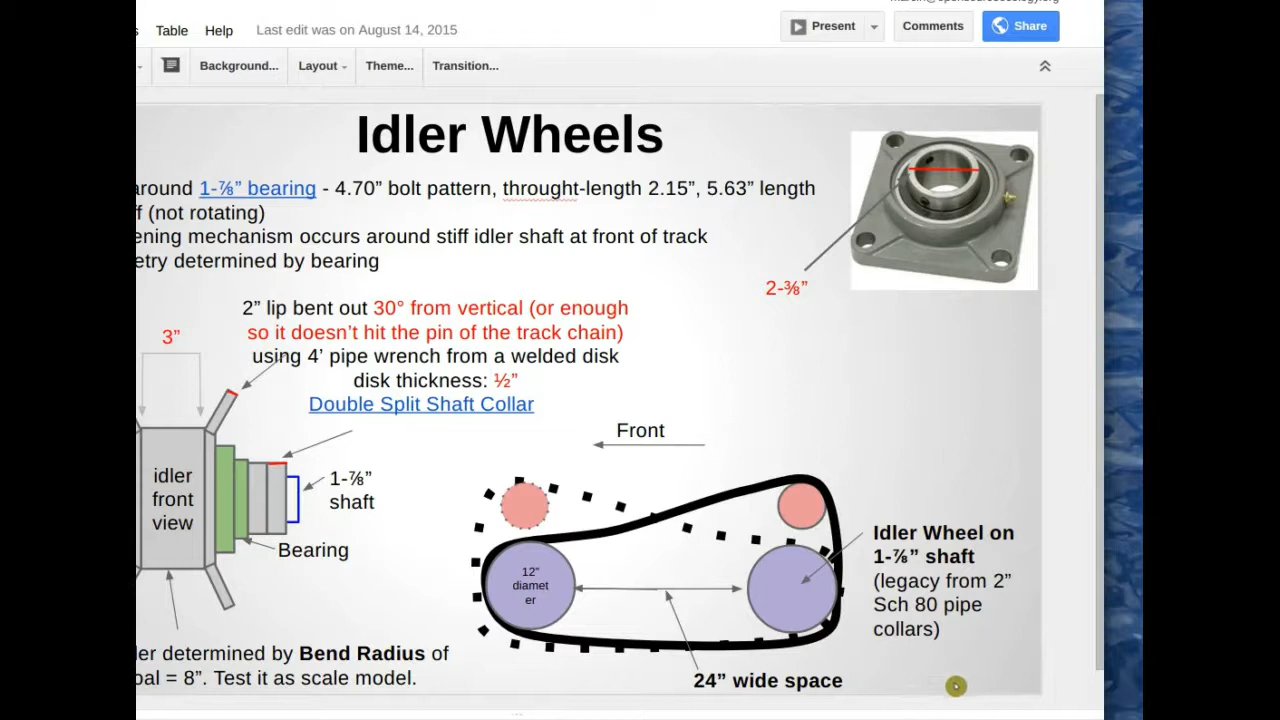 Table Help Last edit was on August 14, 2015
Present Comments Share
Background... Layout Theme... Transition...
Idler Wheels
around 1-⅞” bearing - 4.70” bolt pattern, throught-length 2.15”, 5.63” length
(not rotating)
mechanism occurs around stiff idler shaft at front of track
determined by bearing
2-⅜”
2” lip bent out 30° from vertical (or enough
so it doesn’t hit the pin of the track chain)
using 4’ pipe wrench from a welded disk
disk thickness: ½”
Double Split Shaft Collar
3”
Front
idler
front
view
1-⅞”
shaft
Bearing
12”
diamet
er
Idler Wheel on
1-⅞” shaft
(legacy from 2”
Sch 80 pipe
collars)
determined by Bend Radius of
= 8”. Test it as scale model.
24” wide space